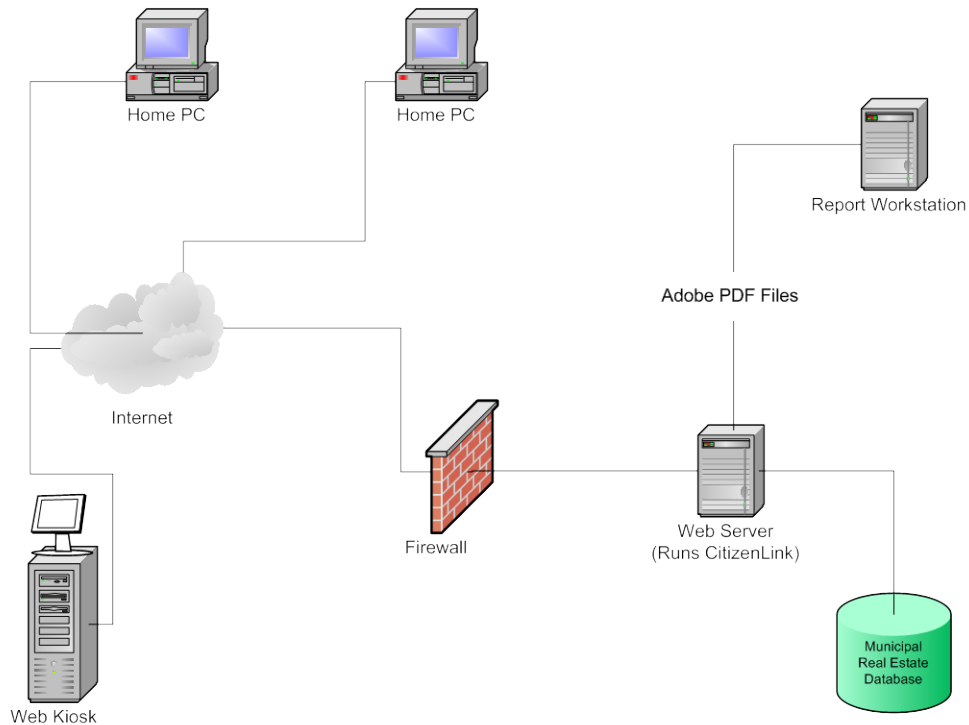 Home PC
Home PC
Report Workstation
Adobe PDF Files
Internet
Firewall
Web Server
(Runs CitizenLink)
Municipal
Real Estate
Database
Web Kiosk